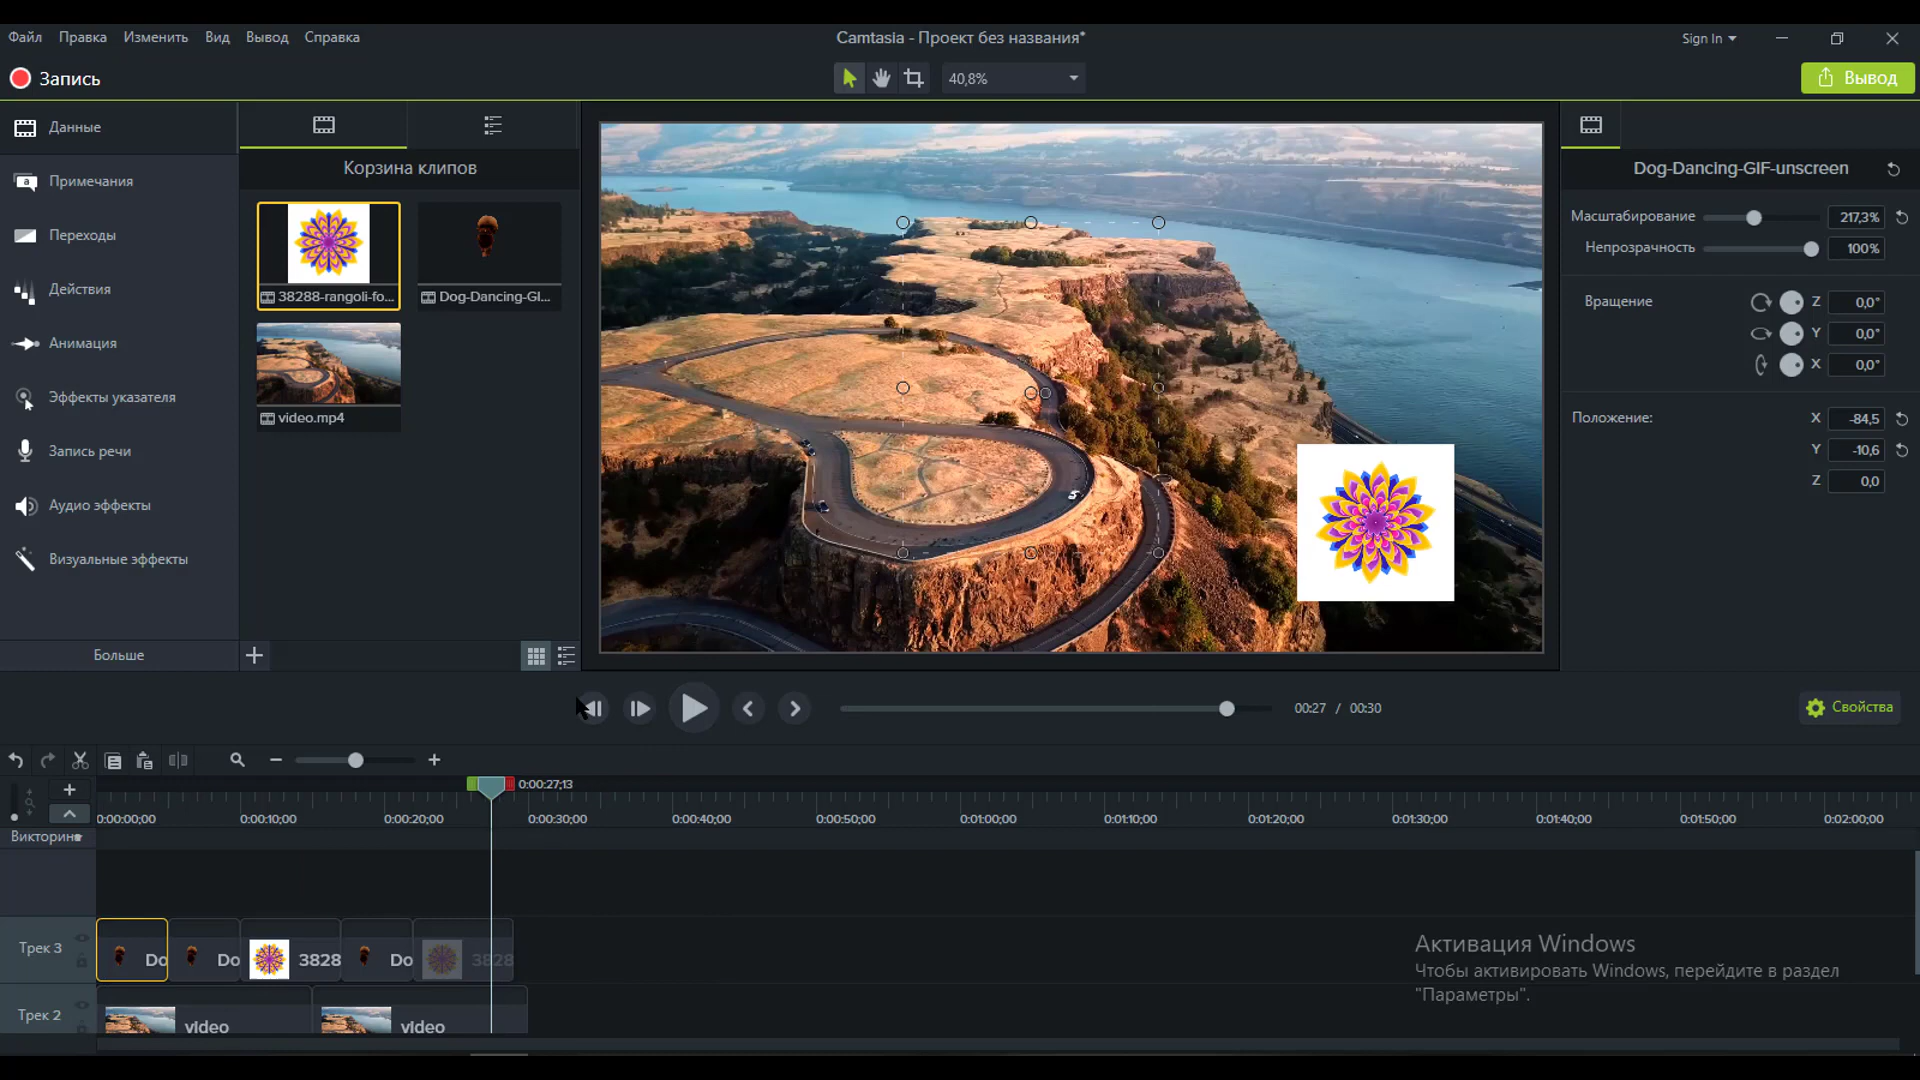 Файл Правка Изменить Вид Вывод Справка
Camtasia - Проект без названия*
Sign In
Запись
40,8%
Вывод
Данные
Примечания
Переходы
Действия
Анимация
Эффекты указателя
Запись речи
Аудио эффекты
Визуальные эффекты
Больше
Корзина клипов
38288-rangoli-fo...
Dog-Dancing-GI...
video.mp4
Dog-Dancing-GIF-unscreen
Масштабирование 217,3%
Непрозрачность 100%
Вращение Z 0,0°
Y 0,0°
X 0,0°
Положение: X -84,5
Y -10,6
Z 0,0
00:27 / 00:30
Свойства
0:00:27;13
0:00:00;00 0:00:10;00 0:00:20;00 0:00:30;00 0:00:40;00 0:00:50;00 0:01:00;00 0:01:10;00 0:01:20;00 0:01:30;00 0:01:40;00 0:01:50;00 0:02:00;00
Викторине
Трек 3
Do Do 3828 Do 3828
Трек 2
video video
Активация Windows
Чтобы активировать Windows, перейдите в раздел
"Параметры".